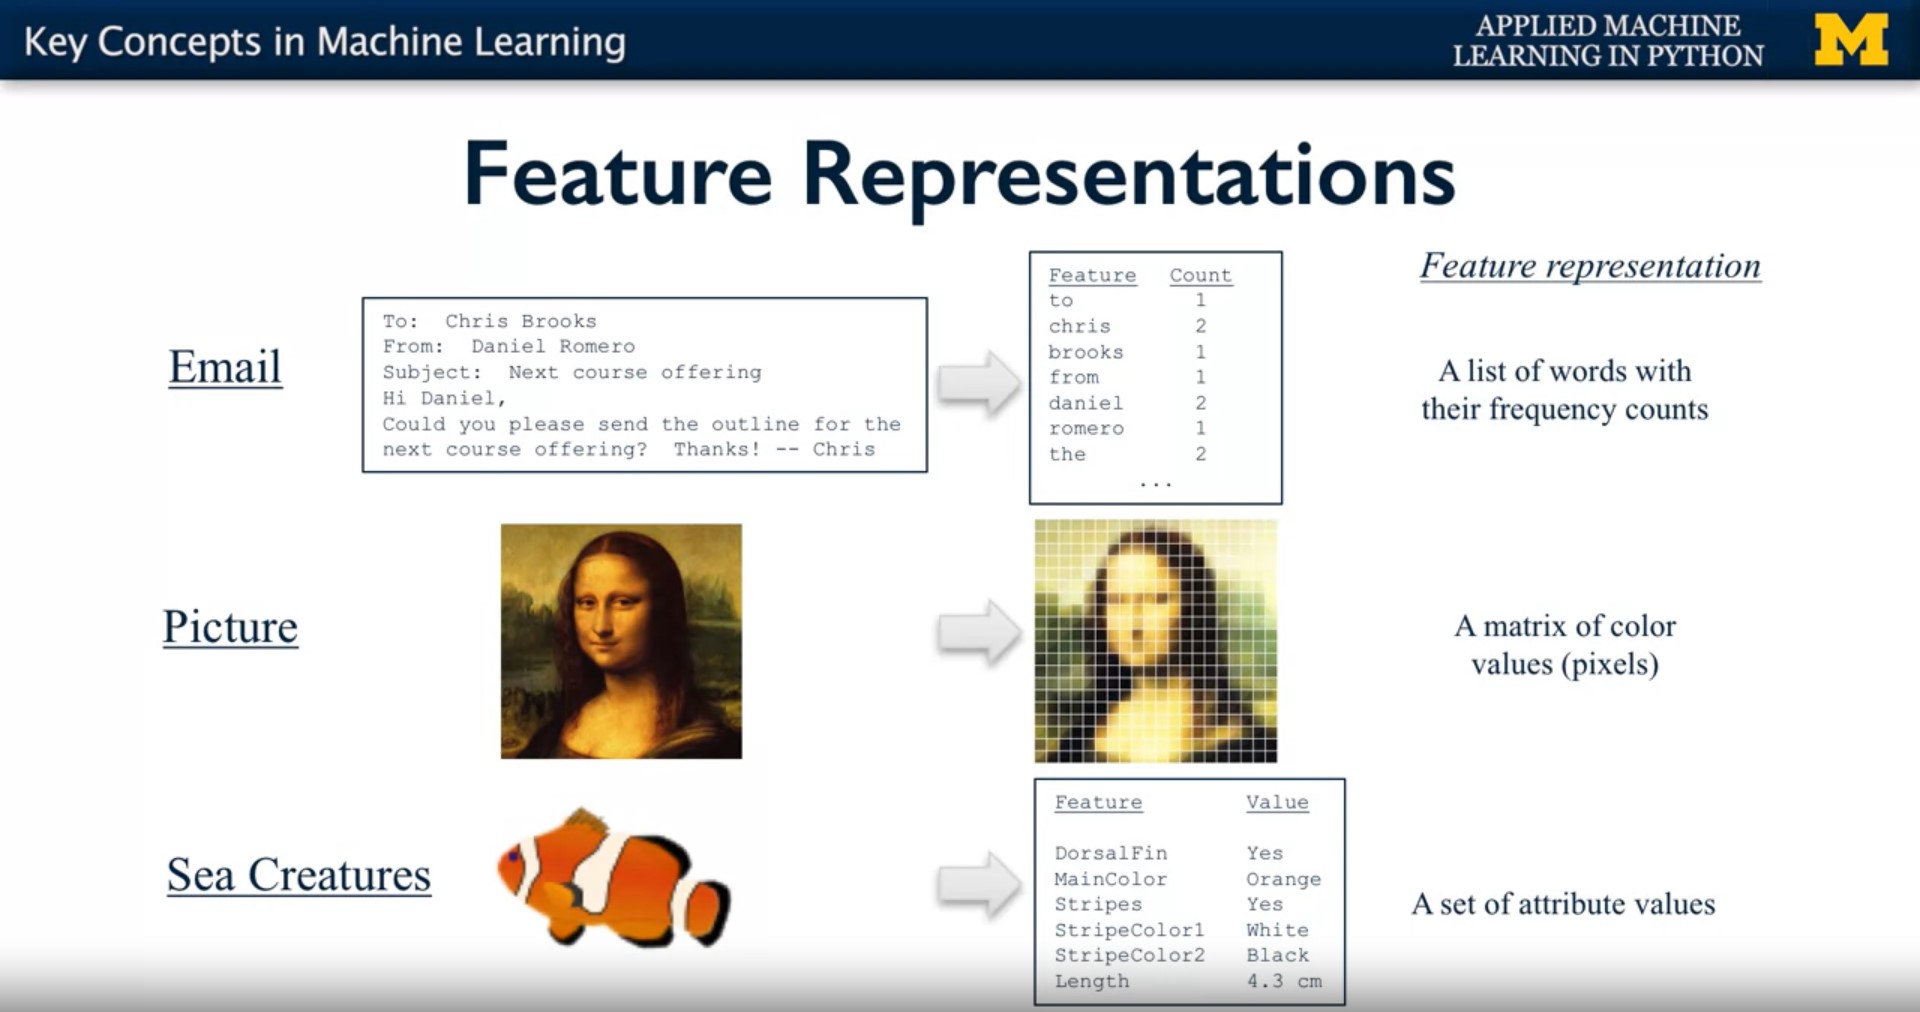 Key Concepts in Machine Learning
APPLIED MACHINE
LEARNING IN PYTHON
M
Feature Representations
Feature representation
Email
To:  Chris Brooks
From:  Daniel Romero
Subject:  Next course offering
Hi Daniel,
Could you please send the outline for the
next course offering?  Thanks! -- Chris
Feature Count
to 1
chris 2
brooks 1
from 1
daniel 2
romero 1
the 2
...
A list of words with
their frequency counts
Picture
A matrix of color
values (pixels)
Sea Creatures
Feature Value
DorsalFin Yes
MainColor Orange
Stripes Yes
StripeColor1 White
StripeColor2 Black
Length 4.3 cm
A set of attribute values